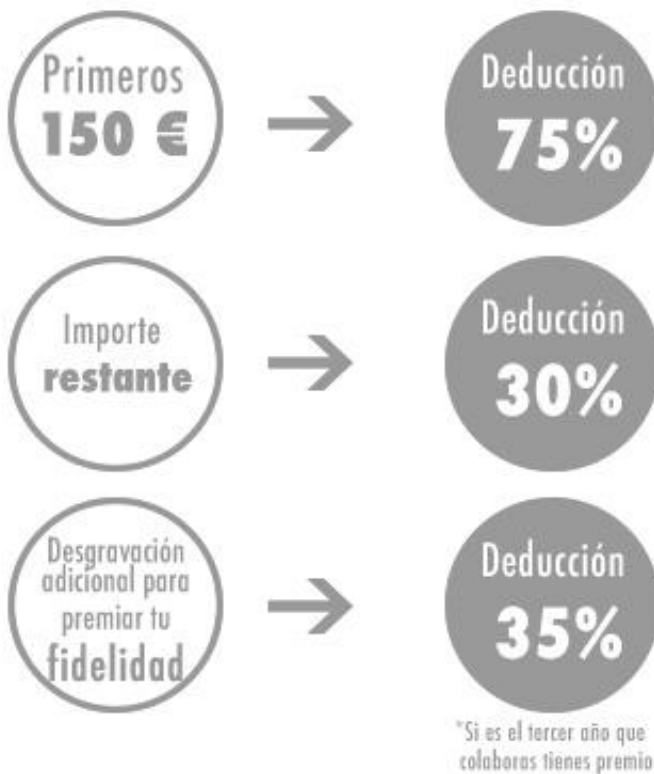 Primeros
150 €
Deducción
75%
Importe
restante
Deducción
30%
Desgravación
adicional para
premiar tu
fidelidad
Deducción
35%
*Si es el tercer año que
colaboras tienes premio